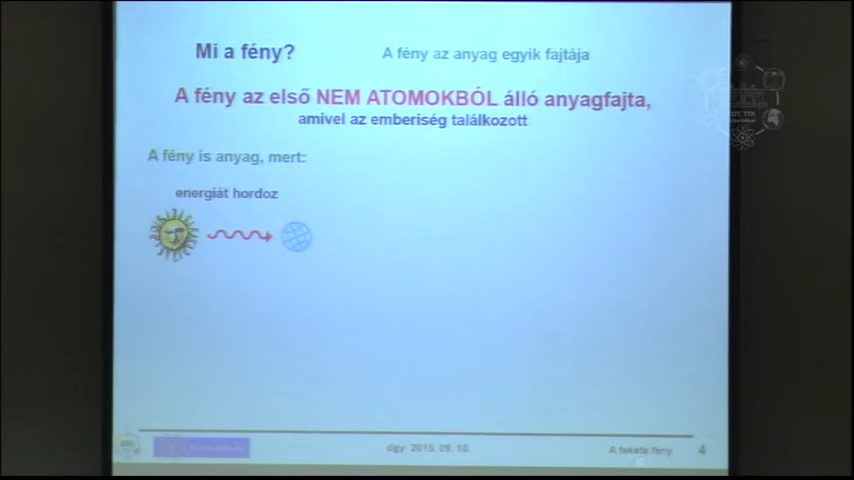 Mi a fény?
A fény az anyag egyik fajtája
A fény az első NEM ATOMOKBÓL álló anyagfajta,
amivel az emberiség találkozott
A fény is anyag, mert:
energiát hordoz
dgy 2015. 09. 10.
A fekete fény
4